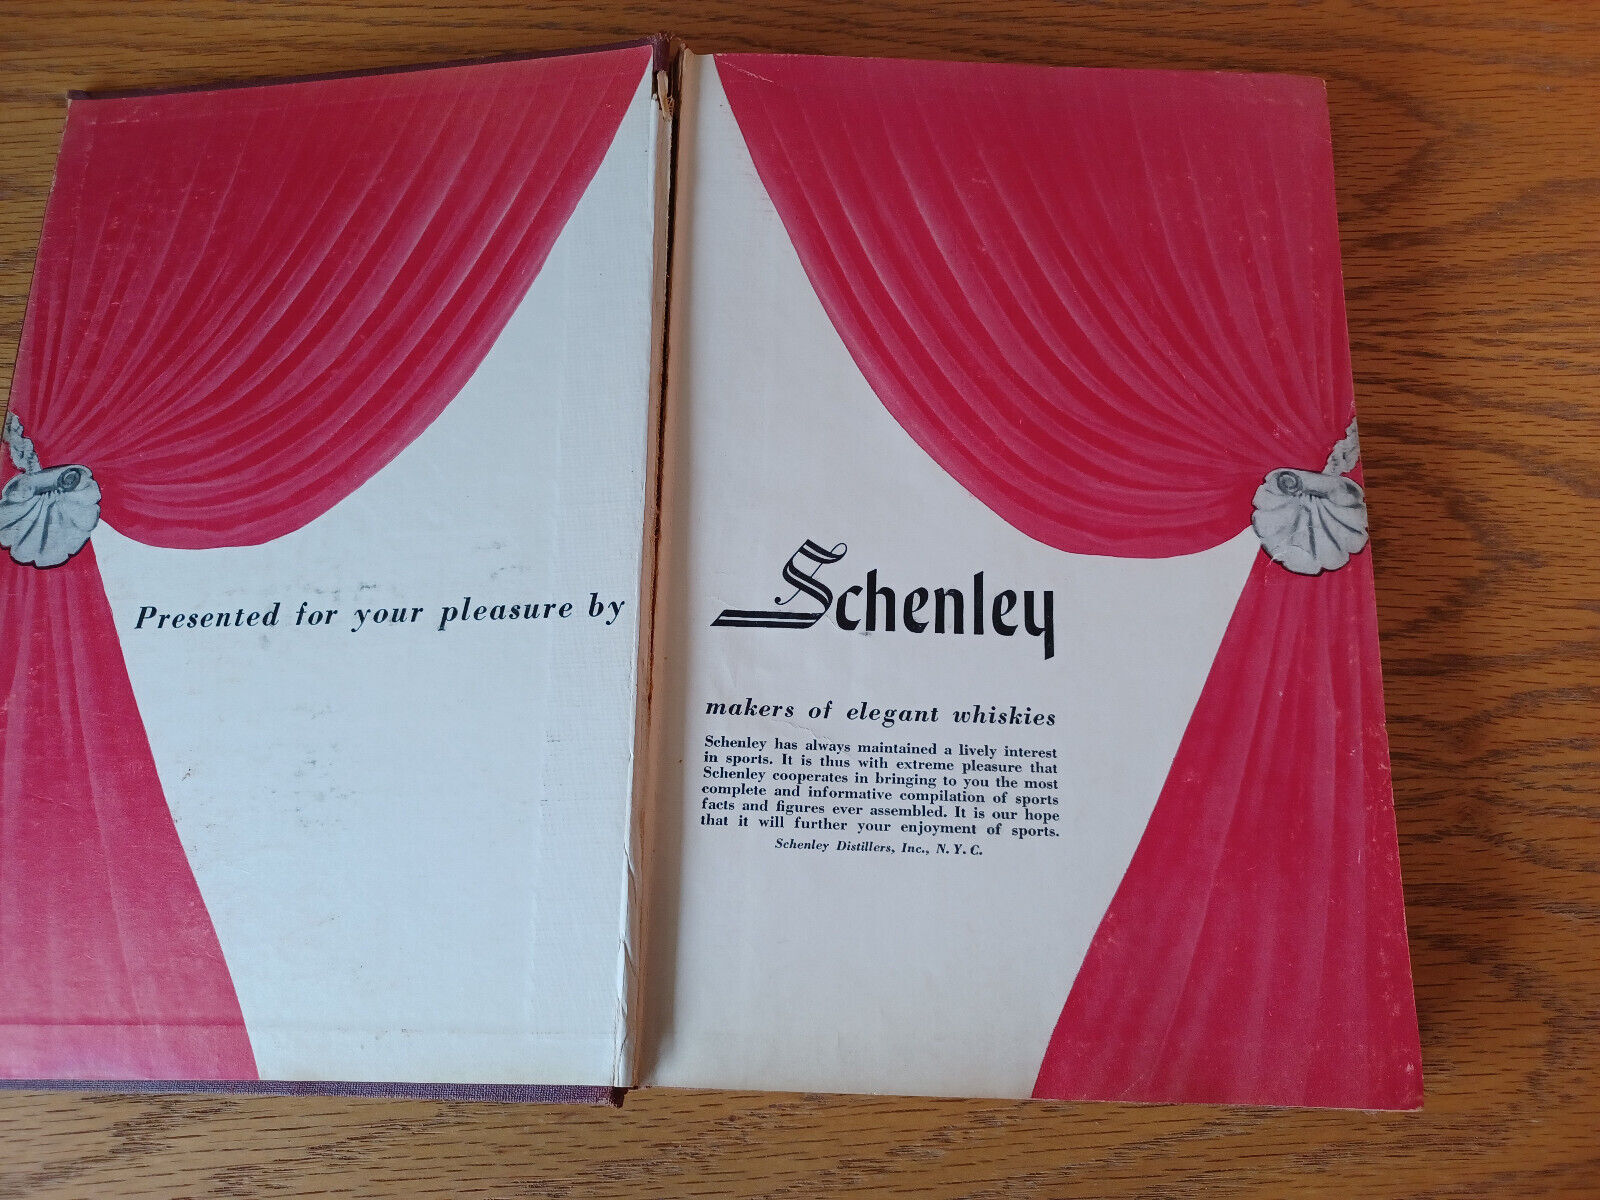 Presented for your pleasure by
Schenley
makers of elegant whiskies
Schenley has always maintained a lively interest
in sports. It is thus with extreme pleasure that
Schenley cooperates in bringing to you the most
complete and informative compilation of sports
facts and figures ever assembled. It is our hope
that it will further your enjoyment of sports.
Schenley Distillers, Inc., N. Y. C.